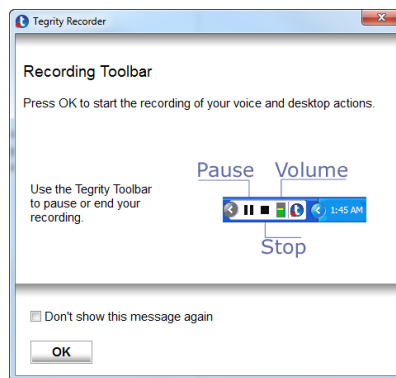 Tegrity Recorder
Recording Toolbar
Press OK to start the recording of your voice and desktop actions.
Pause Volume
Use the Tegrity Toolbar
to pause or end your
recording.
t 1:45 AM
Stop
Don't show this message again
OK